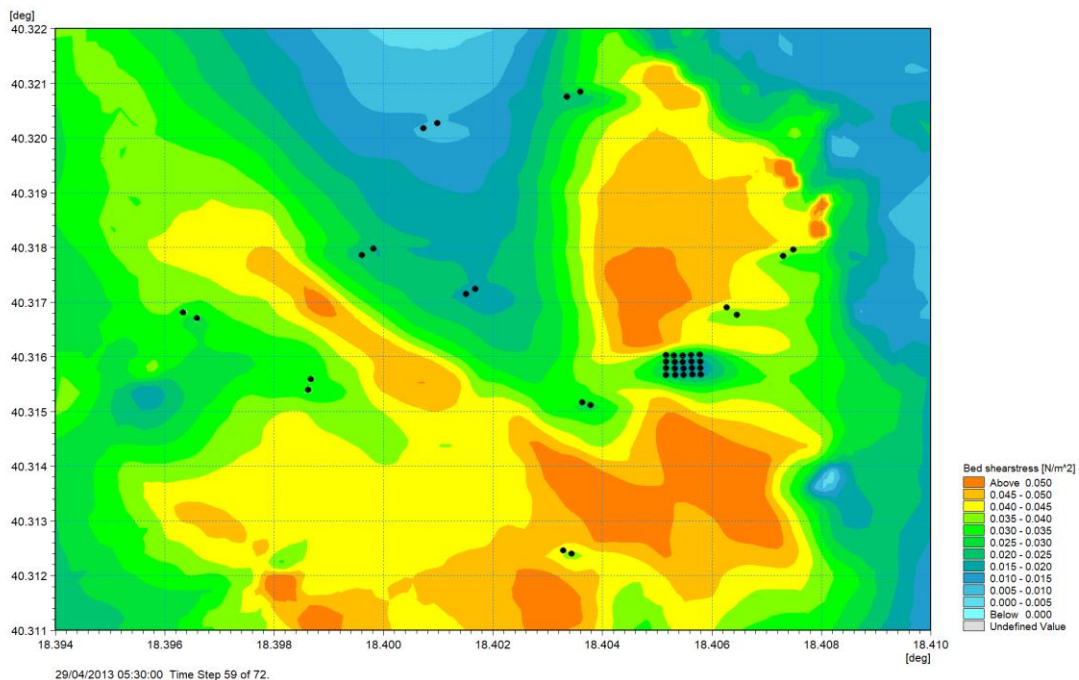 [deg]
40.322
40.321
40.320
40.319
40.318
40.317
40.316
40.315
40.314
40.313
40.312
40.311
18.394 18.396 18.398 18.400 18.402 18.404 18.406 18.408 18.410
[deg]
29/04/2013 05:30:00 Time Step 59 of 72.
Bed shearstress [N/m^2]
Above 0.050
0.045 - 0.050
0.040 - 0.045
0.035 - 0.040
0.030 - 0.035
0.025 - 0.030
0.020 - 0.025
0.015 - 0.020
0.010 - 0.015
0.005 - 0.010
0.000 - 0.005
Below 0.000
Undefined Value